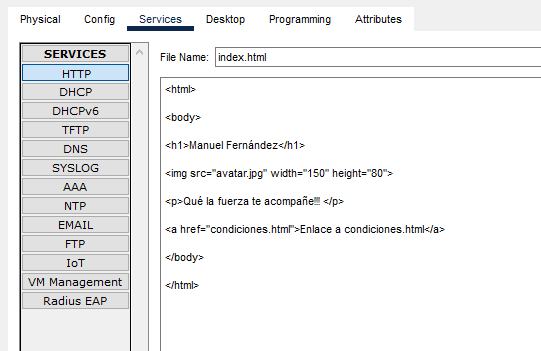 Physical Config Services Desktop Programming Attributes
SERVICES
HTTP
DHCP
DHCPv6
TFTP
DNS
SYSLOG
AAA
NTP
EMAIL
FTP
IoT
VM Management
Radius EAP
File Name: index.html
<html>
<body>
<h1>Manuel Fernández</h1>
<img src="avatar.jpg" width="150" height="80">
<p>Qué la fuerza te acompañe!!! </p>
<a href="condiciones.html">Enlace a condiciones.html</a>
</body>
</html>